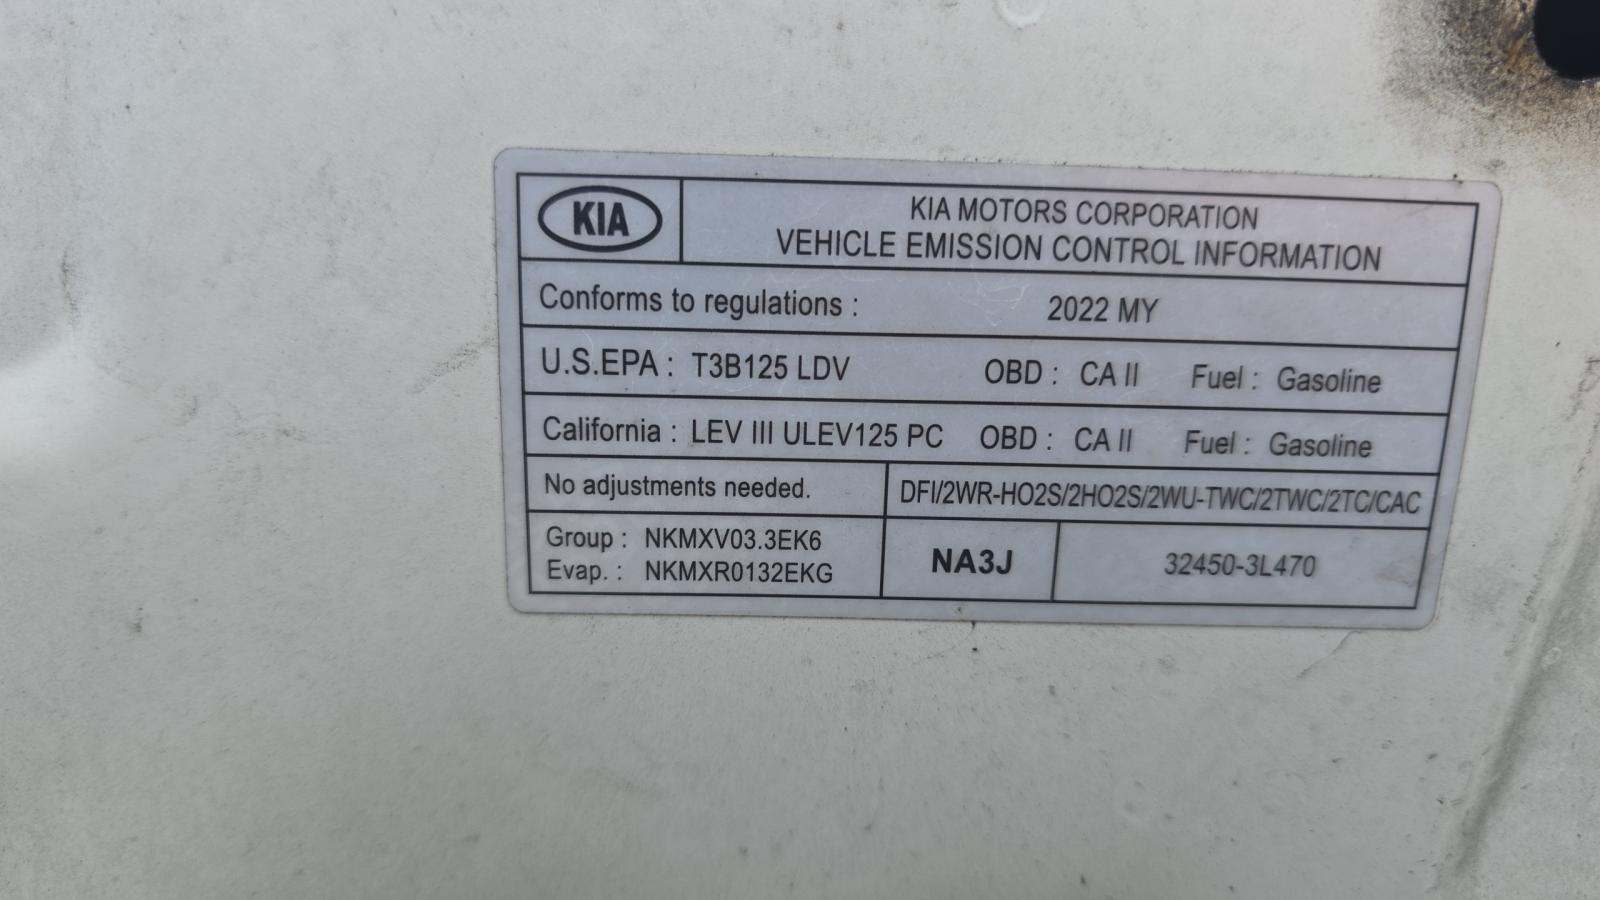 KIA
KIA MOTORS CORPORATION
VEHICLE EMISSION CONTROL INFORMATION
Conforms to regulations : 2022 MY
U.S.EPA : T3B125 LDV OBD : CA II Fuel : Gasoline
California : LEV III ULEV125 PC OBD : CA II Fuel : Gasoline
No adjustments needed. DFI/2WR-HO2S/2HO2S/2WU-TWC/2TWC/2TC/CAC
Group : NKMXV03.3EK6
Evap. : NKMXR0132EKG
NA3J 32450-3L470